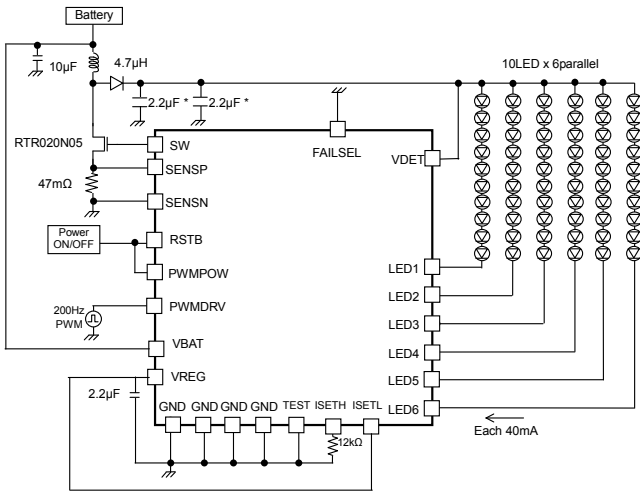 Battery
10μF
4.7μH
2.2μF *
2.2μF *
10LED x 6parallel
RTR020N05
SW
FAILSEL
VDET
SENSP
47mΩ
SENSN
Power
ON/OFF
RSTB
PWMPOW
LED1
LED2
200Hz
PWM
PWMDRV
LED3
VBAT
LED4
VREG
LED5
2.2μF
GND
GND
GND
GND
TEST
ISETH
ISETL
LED6
12kΩ
Each 40mA